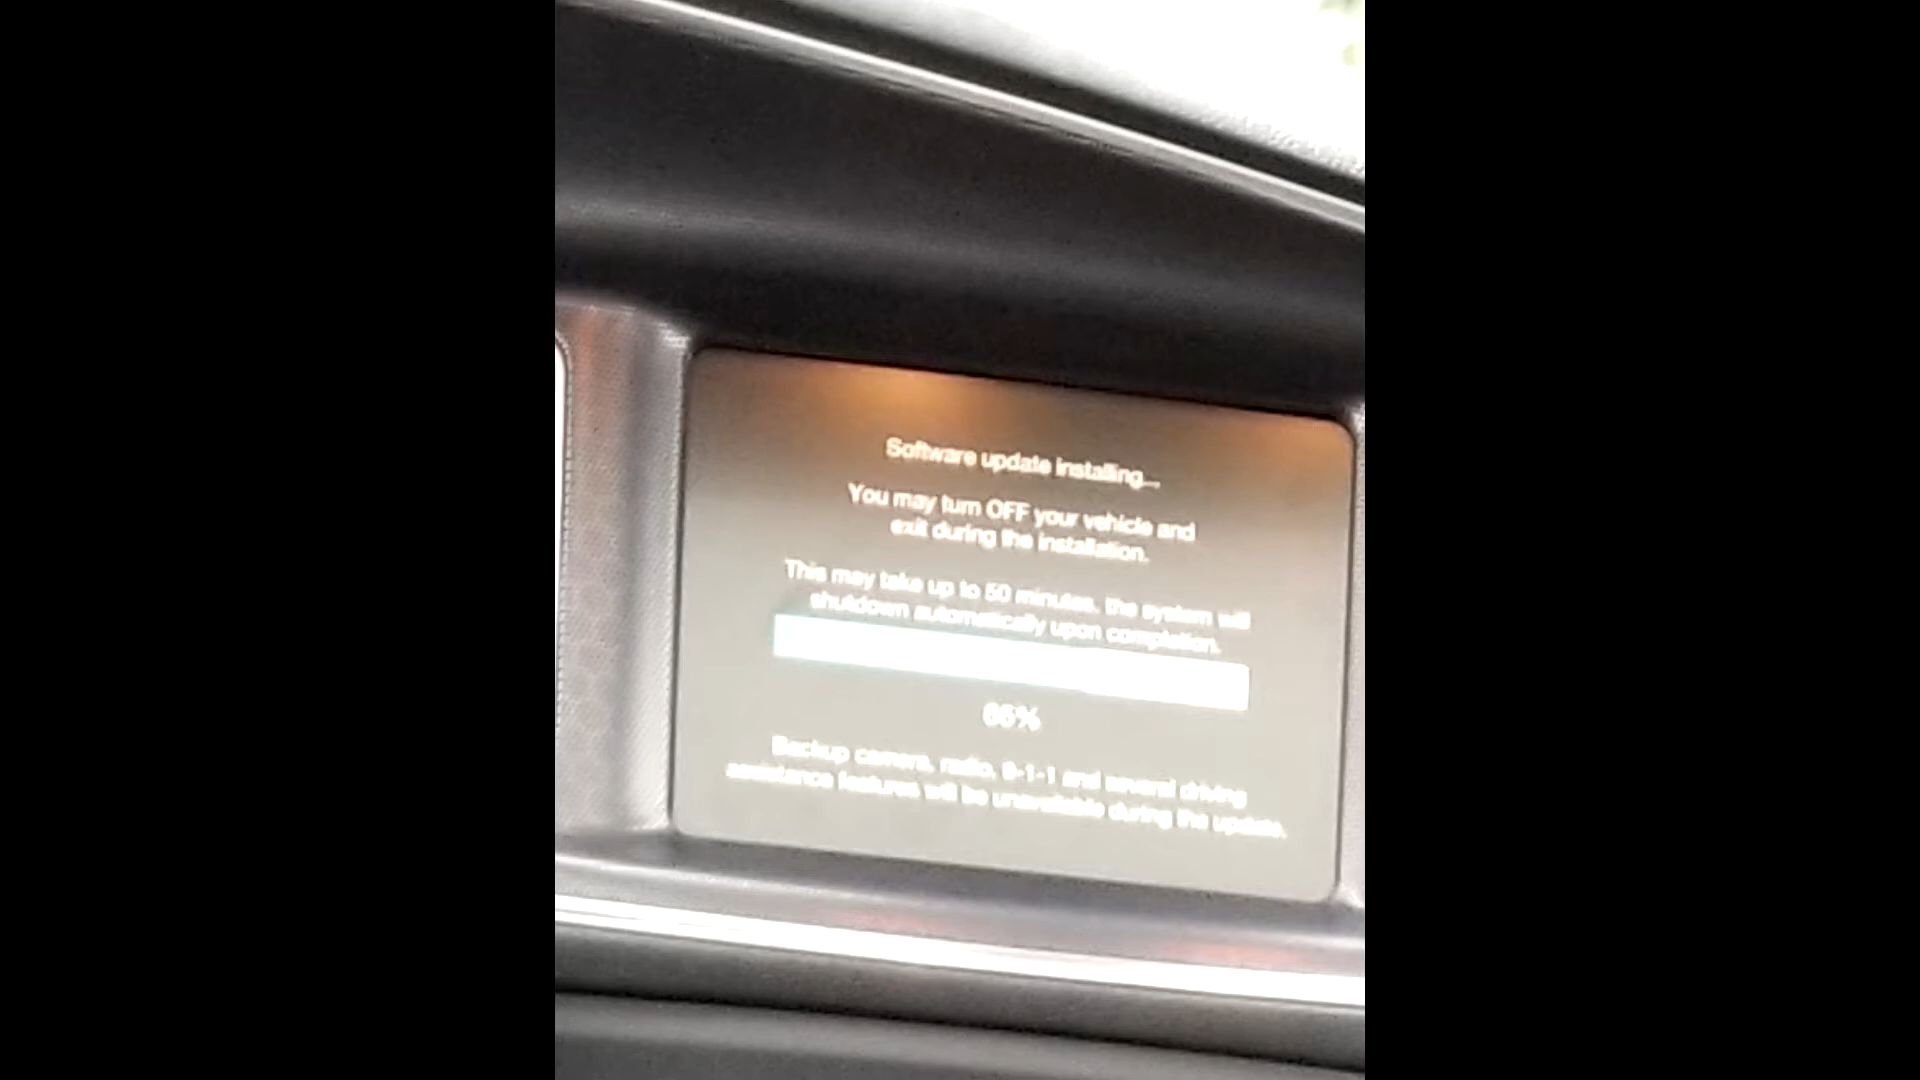 Software update installing...
You may turn OFF your vehicle and
exit during the installation.
This may take up to 50 minutes, the system will
shutdown automatically upon completion.
Backup camera, radio, 9-1-1 and several driving
assistance features will be unavailable during the update.